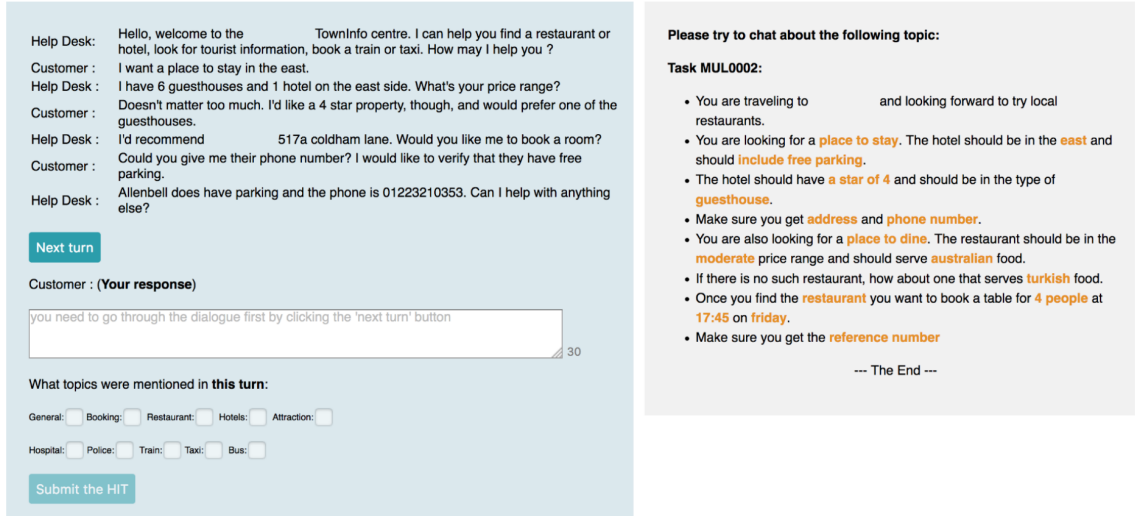 Help Desk: Hello, welcome to the TownInfo centre. I can help you find a restaurant or
hotel, look for tourist information, book a train or taxi. How may I help you ?
Customer : I want a place to stay in the east.
Help Desk : I have 6 guesthouses and 1 hotel on the east side. What's your price range?
Customer : Doesn't matter too much. I'd like a 4 star property, though, and would prefer one of the
guesthouses.
Help Desk : I'd recommend 517a coldham lane. Would you like me to book a room?
Customer : Could you give me their phone number? I would like to verify that they have free
parking.
Help Desk : Allenbell does have parking and the phone is 01223210353. Can I help with anything
else?
Next turn
Customer : (Your response)
you need to go through the dialogue first by clicking the 'next turn' button
30
What topics were mentioned in this turn:
General: Booking: Restaurant: Hotels: Attraction:
Hospital: Police: Train: Taxi: Bus:
Submit the HIT
Please try to chat about the following topic:
Task MUL0002:
• You are traveling to and looking forward to try local
restaurants.
• You are looking for a place to stay. The hotel should be in the east and
should include free parking.
• The hotel should have a star of 4 and should be in the type of
guesthouse.
• Make sure you get address and phone number.
• You are also looking for a place to dine. The restaurant should be in the
moderate price range and should serve australian food.
• If there is no such restaurant, how about one that serves turkish food.
• Once you find the restaurant you want to book a table for 4 people at
17:45 on friday.
• Make sure you get the reference number
--- The End ---